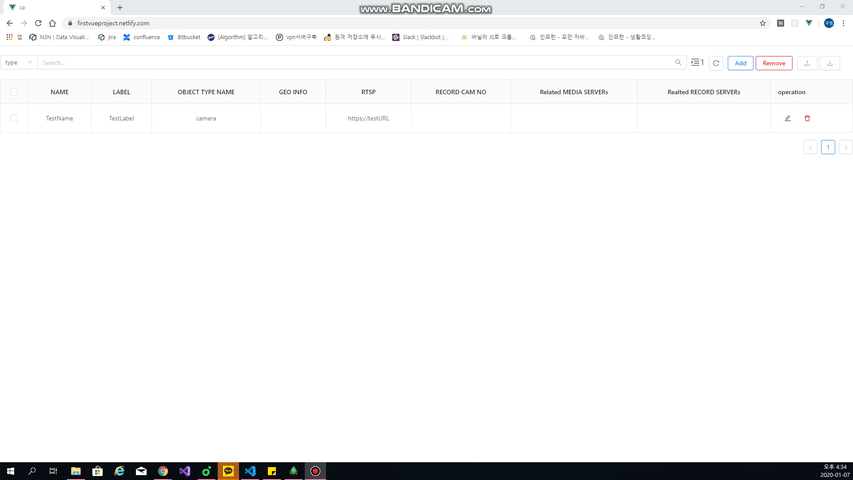 www.BANDICAM.com
ca
firstvueproject.netlify.com
앱 N3N | Data Visuali... jira confluence Bitbucket [Algorithm] 알고리... vpn서버구축 원격 저장소에 푸시... Slack | Slackbot |... 바닐라 JS로 크롬... 인프런 - 모던 자바... 인프런 - 생활코딩...
type Search... 1 Add Remove
NAME LABEL OBJECT TYPE NAME GEO INFO RTSP RECORD CAM NO Related MEDIA SERVERs Realted RECORD SERVERs operation
TestName TestLabel camera https://testURL
1
오후 4:34
2020-01-07